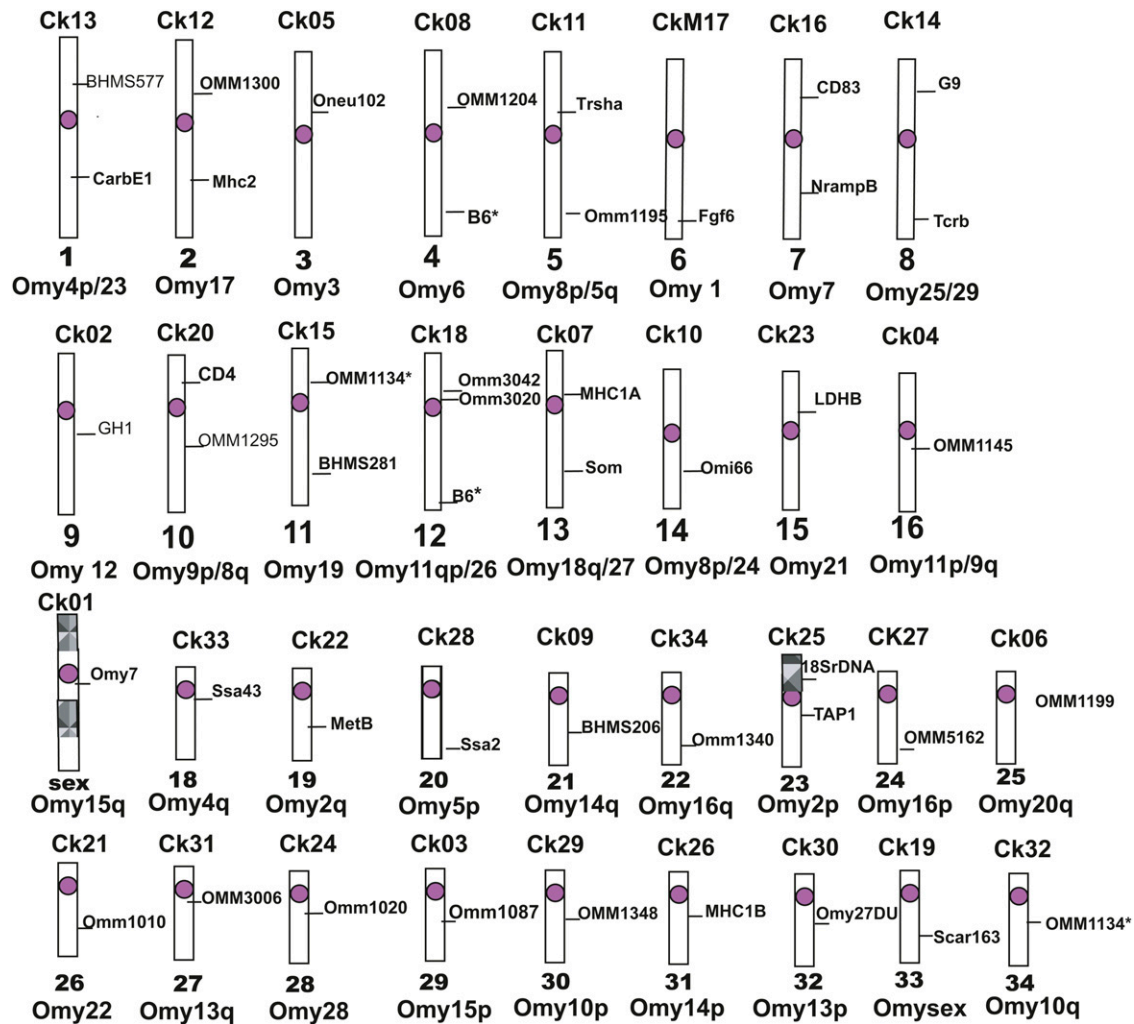 Ck13 Ck12 Ck05 Ck08 Ck11 CkM17 Ck16 Ck14
BHMS577 OMM1300 Oneu102 OMM1204 Trsha CD83 G9
CarbE1 Mhc2 B6* Omm1195 Fgf6 NrampB Tcrb
1 2 3 4 5 6 7 8
Omy4p/23 Omy17 Omy3 Omy6 Omy8p/5q Omy 1 Omy7 Omy25/29
Ck02 Ck20 Ck15 Ck18 Ck07 Ck10 Ck23 Ck04
CD4 OMM1134* Omm3042 MHC1A LDHB
Omm3020
GH1 OMM1295 BHMS281 B6* Som Omi66 OMM1145
9 10 11 12 13 14 15 16
Omy 12 Omy9p/8q Omy19 Omy11qp/26 Omy18q/27 Omy8p/24 Omy21 Omy11p/9q
Ck01 Ck33 Ck22 Ck28 Ck09 Ck34 Ck25 CK27 Ck06
Omy7 Ssa43 MetB Ssa2 BHMS206 Omm1340 18SrDNA OMM5162 OMM1199
TAP1
sex 18 19 20 21 22 23 24 25
Omy15q Omy4q Omy2q Omy5p Omy14q Omy16q Omy2p Omy16p Omy20q
Ck21 Ck31 Ck24 Ck03 Ck29 Ck26 Ck30 Ck19 Ck32
Omm1010 OMM3006 Omm1020 Omm1087 OMM1348 MHC1B Omy27DU Scar163 OMM1134*
26 27 28 29 30 31 32 33 34
Omy22 Omy13q Omy28 Omy15p Omy10p Omy14p Omy13p Omysex Omy10q